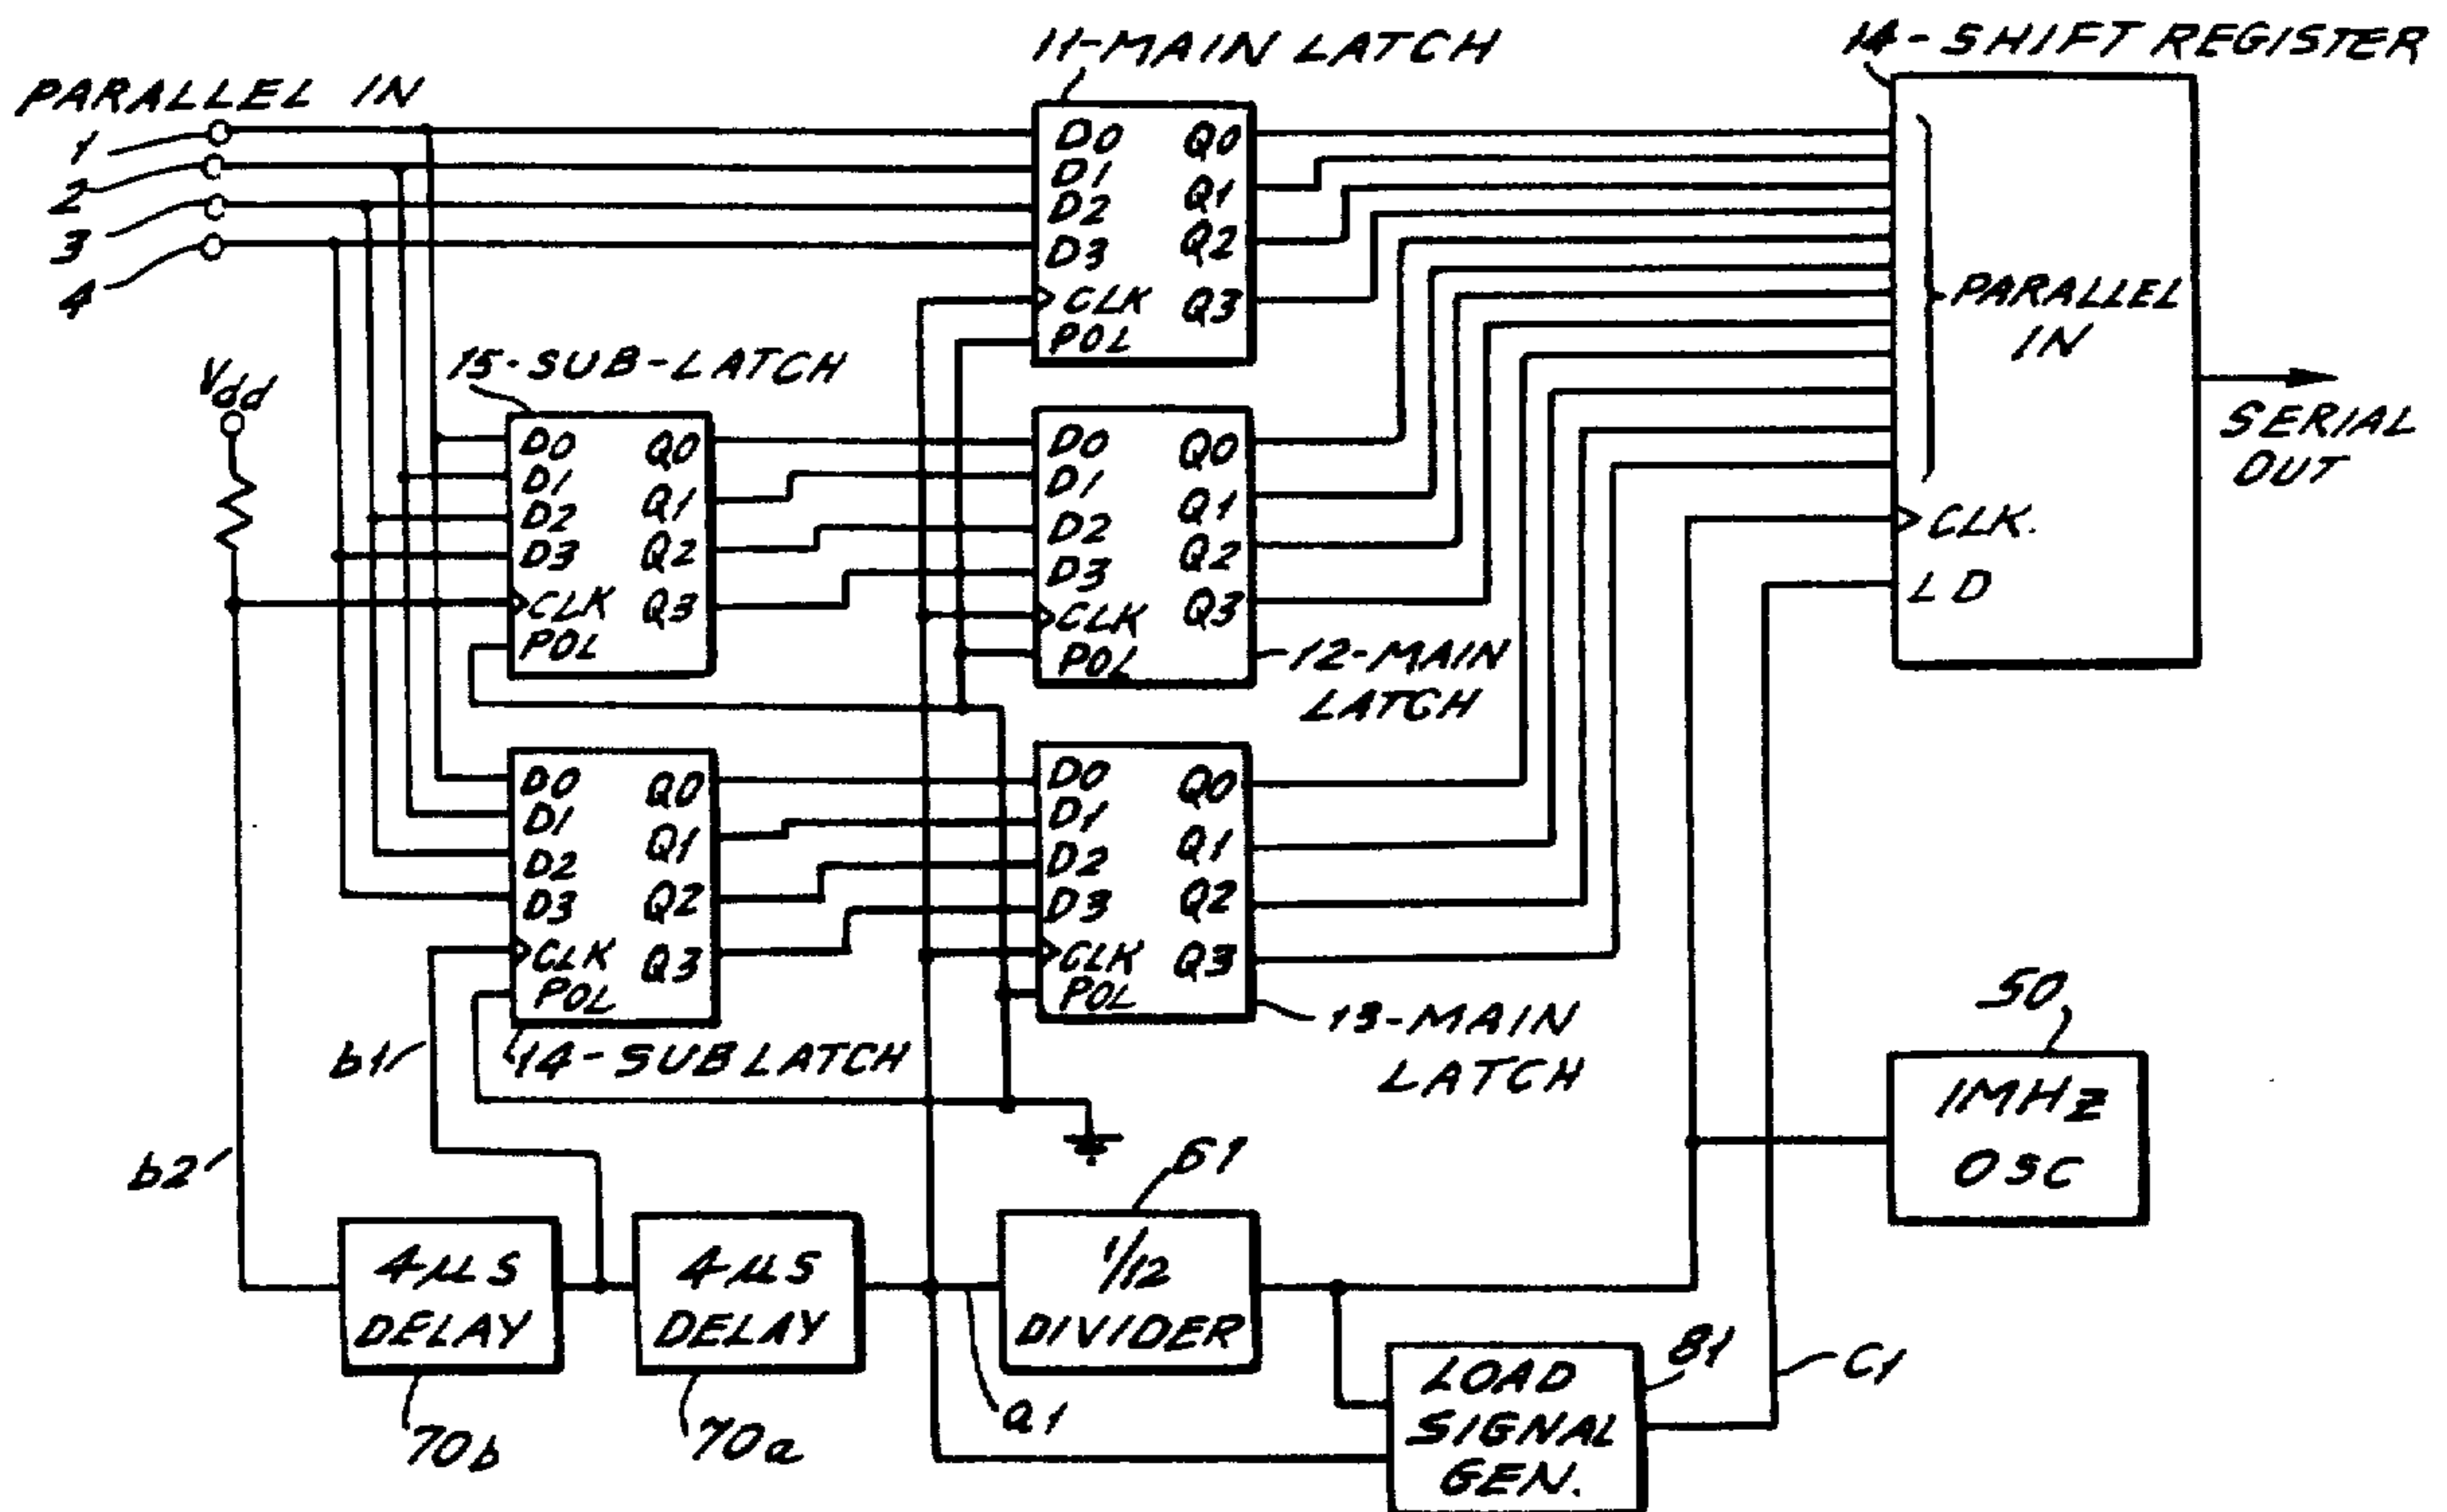 11-MAIN LATCH
14-SHIFT REGISTER
PARALLEL IN
1
2
3
4
D0 Q0
D1 Q1
D2 Q2
D3
CLK Q3
POL
PARALLEL
IN
SERIAL
OUT
CLK.
LD
Vdd
15-SUB-LATCH
D0 Q0
D1 Q1
D2 Q2
D3
CLK Q3
POL
D0 Q0
D1 Q1
D2 Q2
D3
CLK Q3
POL
12-MAIN
LATCH
D0 Q0
D1 Q1
D2 Q2
D3
CLK Q3
POL
14-SUB LATCH
D0 Q0
D1 Q1
D2 Q2
D3
CLK Q3
POL
13-MAIN
LATCH
b1
b2
50
1MHZ
OSC
4μS
DELAY
70b
4μS
DELAY
70a
61
1/12
DIVIDER
a1
LOAD
SIGNAL
GEN.
81
C1